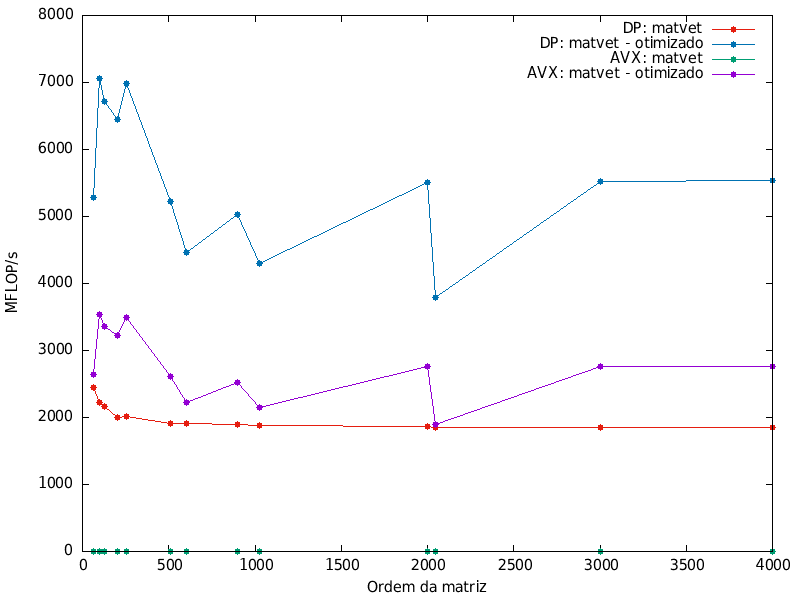 8000
7000
6000
5000
4000
3000
2000
1000
0
MFLOP/s
DP: matvet
DP: matvet - otimizado
AVX: matvet
AVX: matvet - otimizado
0 500 1000 1500 2000 2500 3000 3500 4000
Ordem da matriz